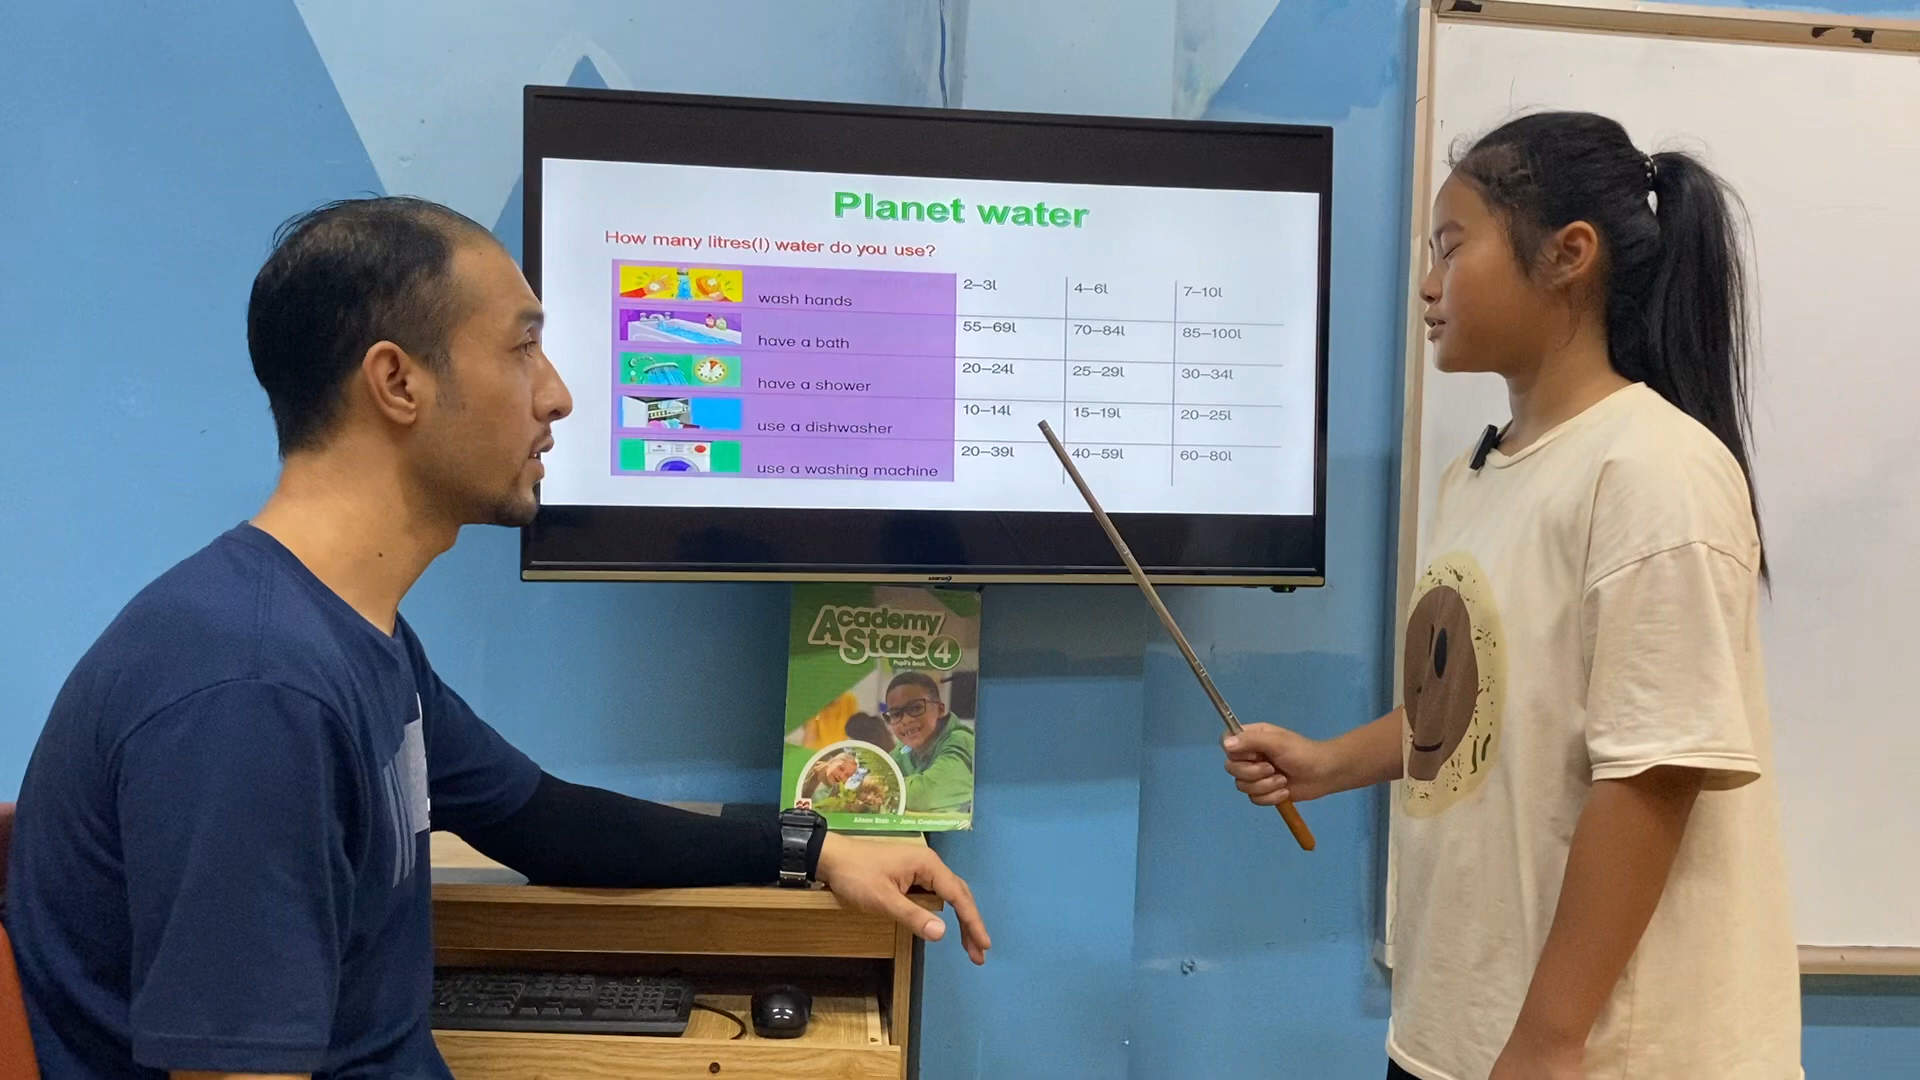 Planet water
How many litres(l) water do you use?
wash hands 2–3l 4–6l 7–10l
have a bath 55–69l 70–84l 85–100l
have a shower 20–24l 25–29l 30–34l
use a dishwasher 10–14l 15–19l 20–25l
use a washing machine 20–39l 40–59l 60–80l
Academy
Stars 4
Pupil's Book